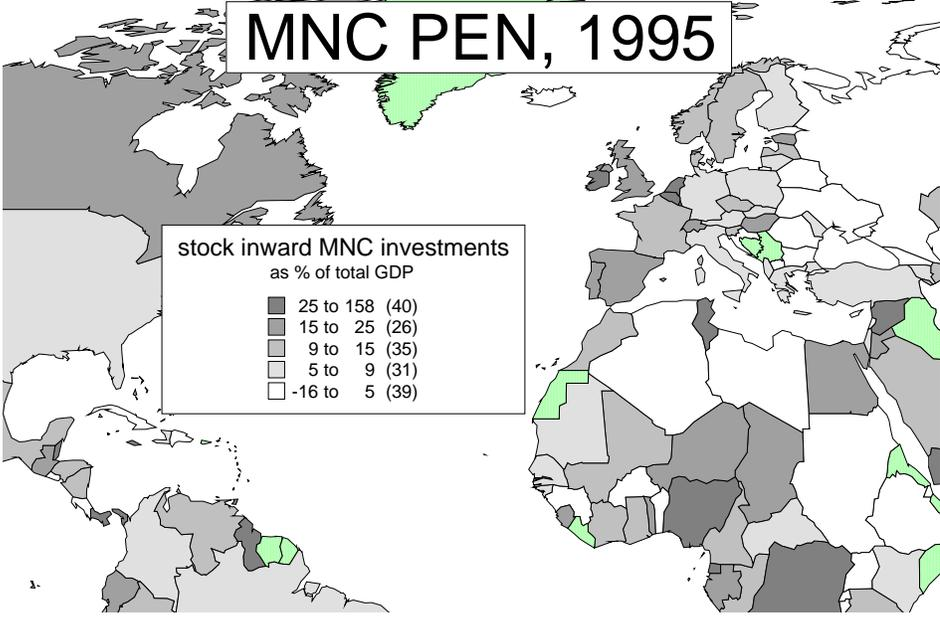 MNC PEN, 1995
stock inward MNC investments
as % of total GDP
25 to 158 (40)
15 to 25 (26)
9 to 15 (35)
5 to 9 (31)
-16 to 5 (39)